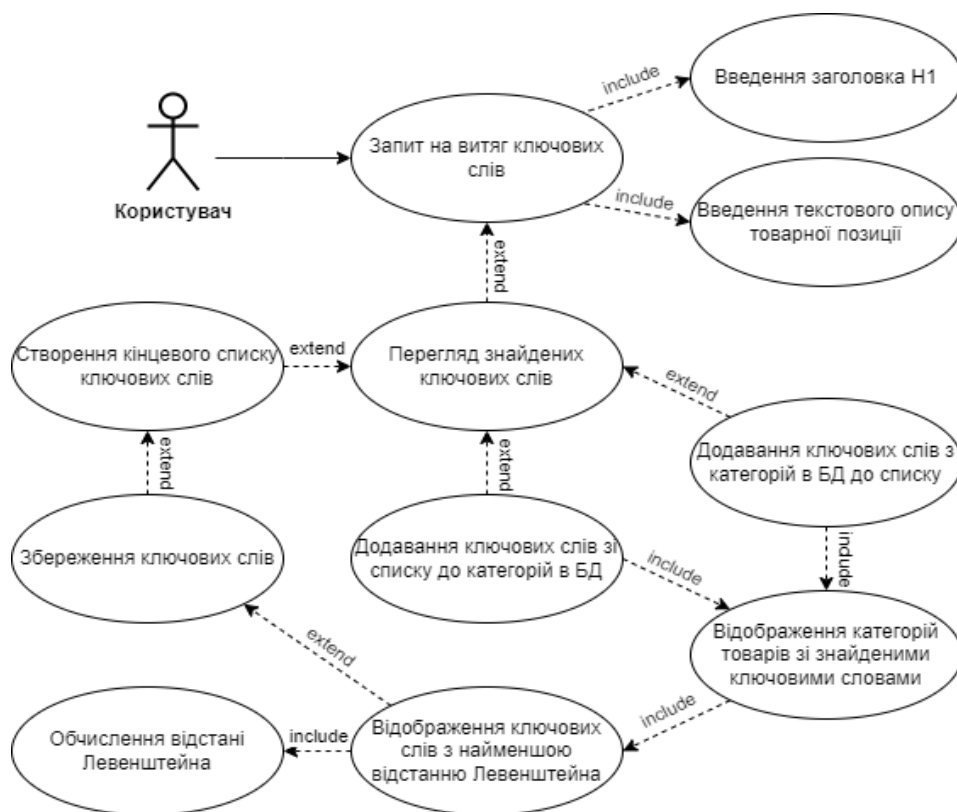 include
Введення заголовка H1
Запит на витяг ключових
слів
Користувач
include
Введення текстового опису
товарної позиції
extend
Створення кінцевого списку
ключових слів
extend
Перегляд знайдених
ключових слів
extend
Додавання ключових слів з
категорій в БД до списку
extend
extend
Збереження ключових слів
Додавання ключових слів зі
списку до категорій в БД
include
include
Відображення категорій
товарів зі знайденими
ключовими словами
extend
include
Обчислення відстані
Левенштейна
include
Відображення ключових
слів з найменшою
відстанню Левенштейна